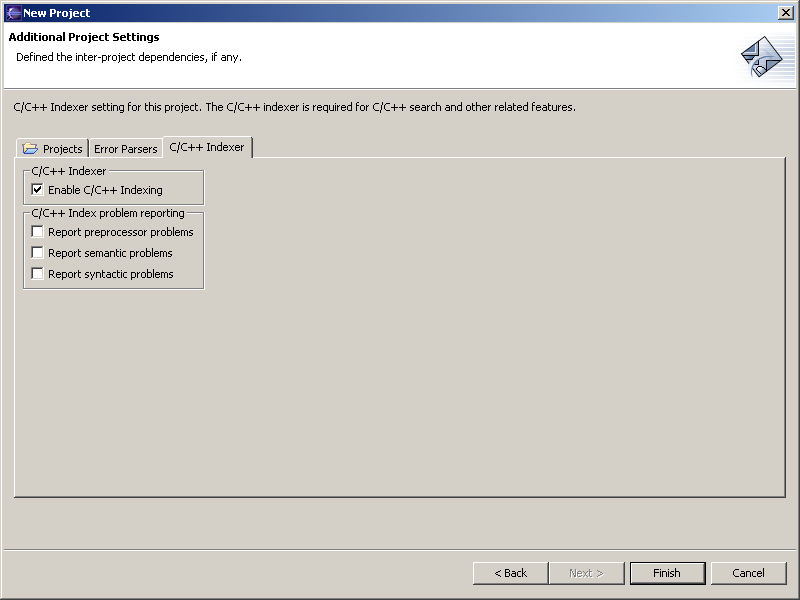 New Project
Additional Project Settings
Defined the inter-project dependencies, if any.
C/C++ Indexer setting for this project. The C/C++ indexer is required for C/C++ search and other related features.
Projects Error Parsers C/C++ Indexer
C/C++ Indexer
Enable C/C++ Indexing
C/C++ Index problem reporting
Report preprocessor problems
Report semantic problems
Report syntactic problems
< Back Next > Finish Cancel